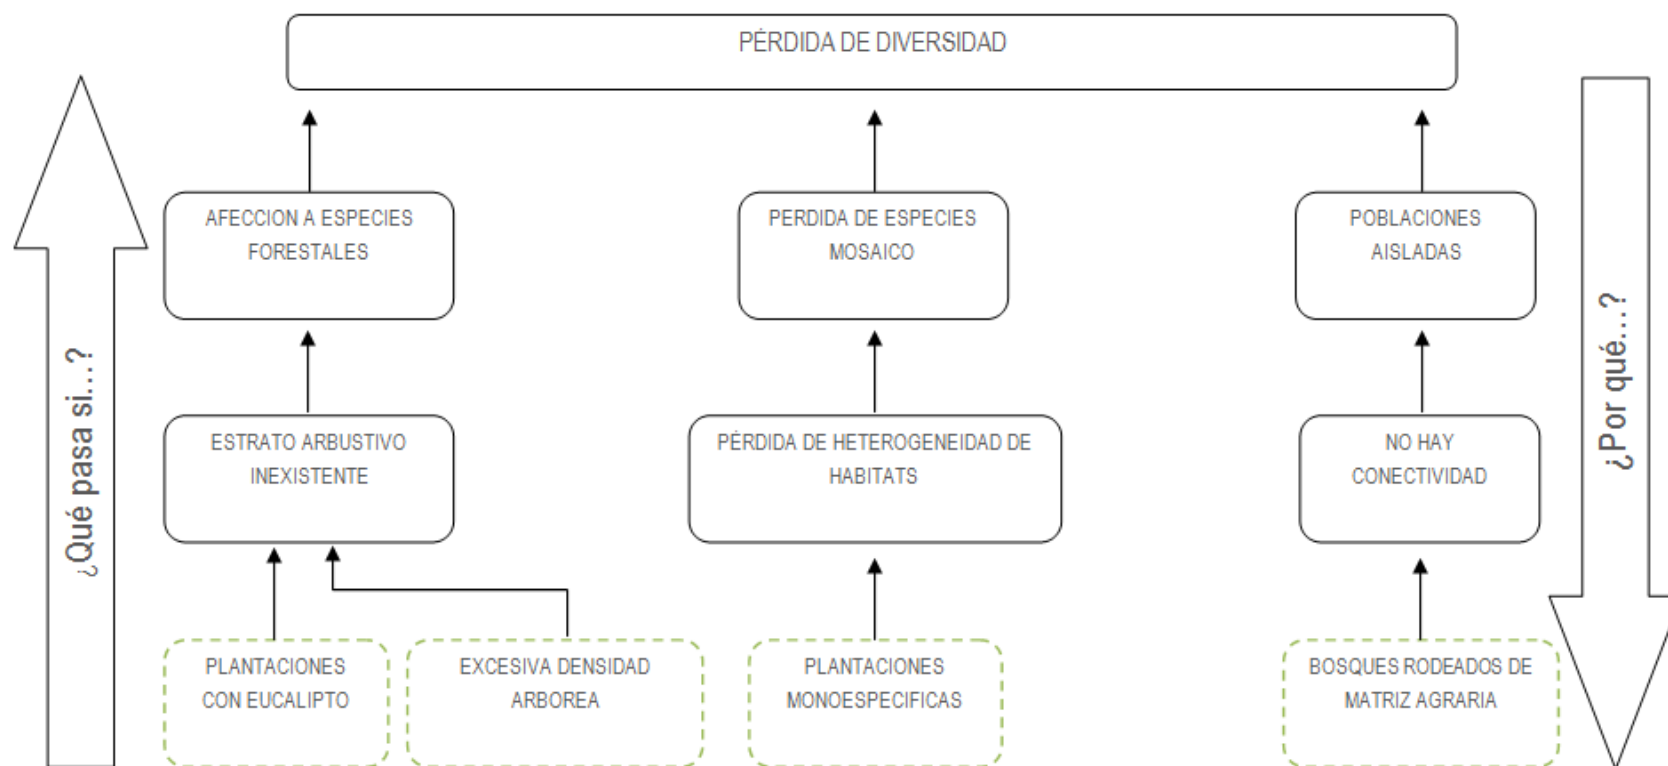 PÉRDIDA DE DIVERSIDAD
AFECCION A ESPECIES
FORESTALES
PERDIDA DE ESPECIES
MOSAICO
POBLACIONES
AISLADAS
¿Qué pasa si...?
¿Por qué...?
ESTRATO ARBUSTIVO
INEXISTENTE
PÉRDIDA DE HETEROGENEIDAD DE
HABITATS
NO HAY
CONECTIVIDAD
PLANTACIONES
CON EUCALIPTO
EXCESIVA DENSIDAD
ARBOREA
PLANTACIONES
MONOESPECIFICAS
BOSQUES RODEADOS DE
MATRIZ AGRARIA